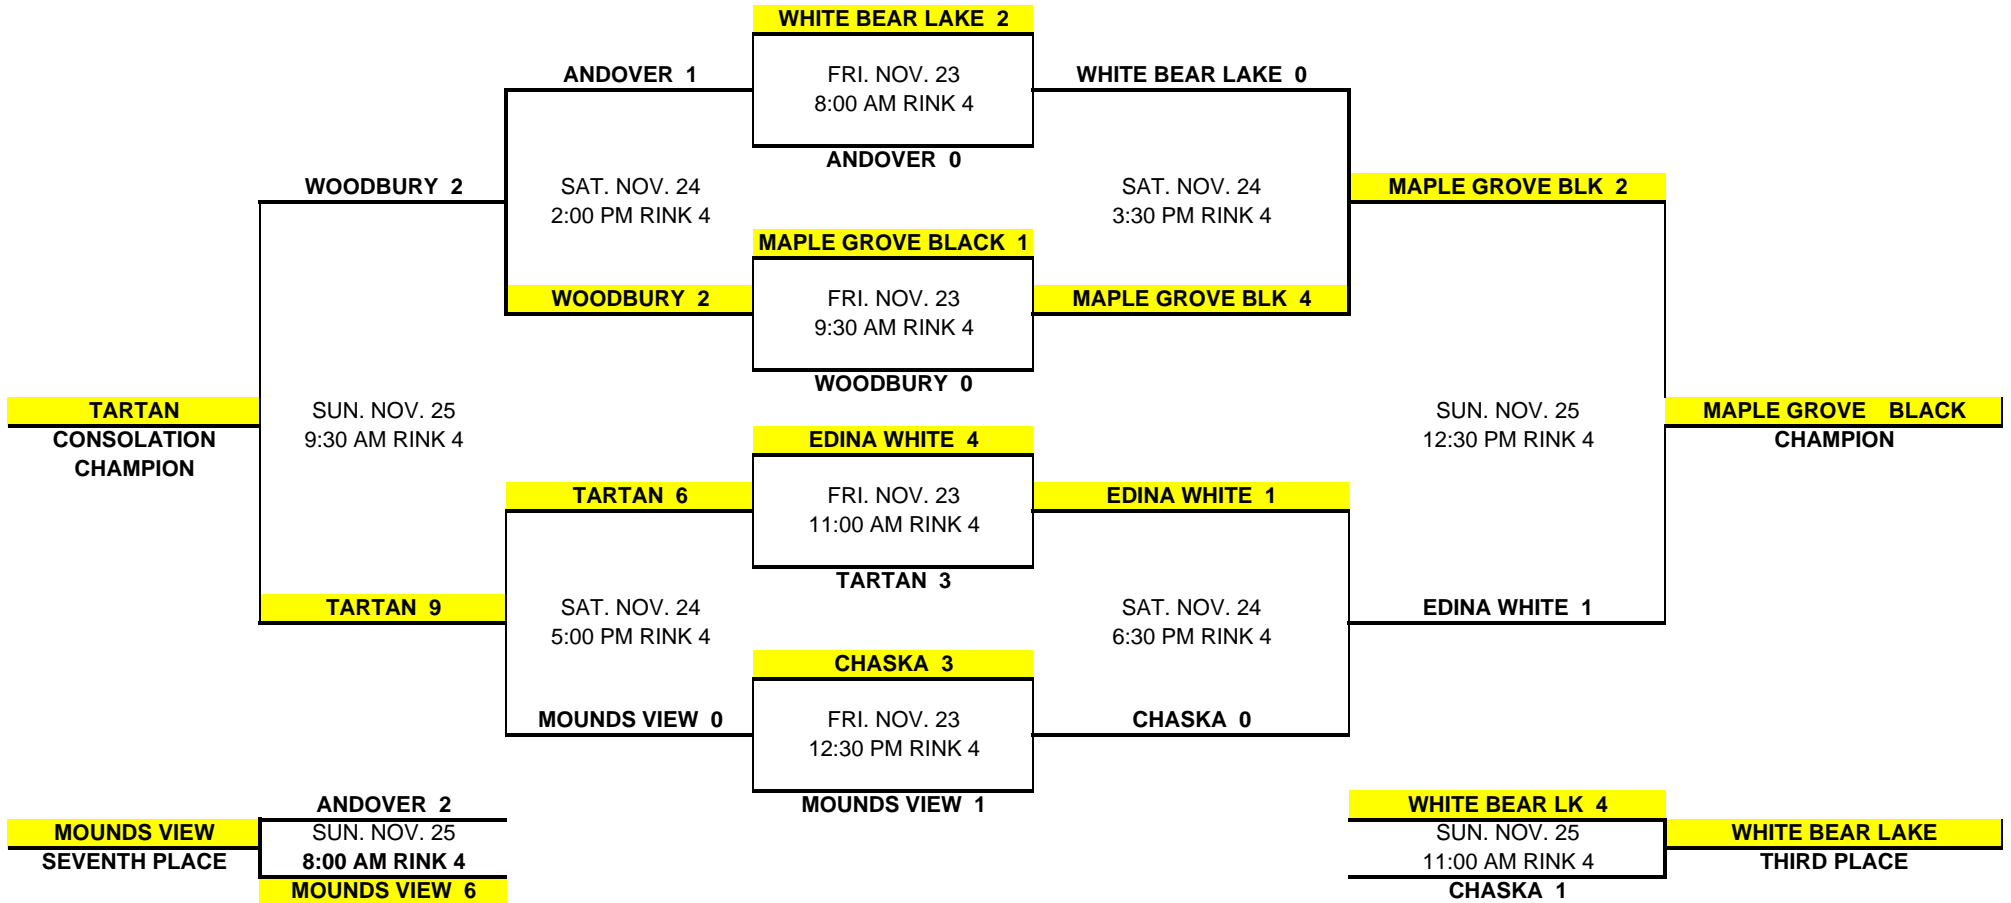 WHITE BEAR LAKE 2
ANDOVER 1
FRI. NOV. 23
8:00 AM RINK 4
WHITE BEAR LAKE 0
ANDOVER 0
WOODBURY 2
SAT. NOV. 24
2:00 PM RINK 4
SAT. NOV. 24
3:30 PM RINK 4
MAPLE GROVE BLK 2
MAPLE GROVE BLACK 1
WOODBURY 2
FRI. NOV. 23
9:30 AM RINK 4
MAPLE GROVE BLK 4
WOODBURY 0
TARTAN
CONSOLATION
CHAMPION
SUN. NOV. 25
9:30 AM RINK 4
SUN. NOV. 25
12:30 PM RINK 4
MAPLE GROVE BLACK
CHAMPION
EDINA WHITE 4
TARTAN 6
FRI. NOV. 23
11:00 AM RINK 4
EDINA WHITE 1
TARTAN 3
TARTAN 9
SAT. NOV. 24
5:00 PM RINK 4
SAT. NOV. 24
6:30 PM RINK 4
EDINA WHITE 1
CHASKA 3
MOUNDS VIEW 0
FRI. NOV. 23
12:30 PM RINK 4
CHASKA 0
MOUNDS VIEW 1
ANDOVER 2
MOUNDS VIEW
SEVENTH PLACE
SUN. NOV. 25
8:00 AM RINK 4
MOUNDS VIEW 6
WHITE BEAR LK 4
SUN. NOV. 25
11:00 AM RINK 4
CHASKA 1
WHITE BEAR LAKE
THIRD PLACE